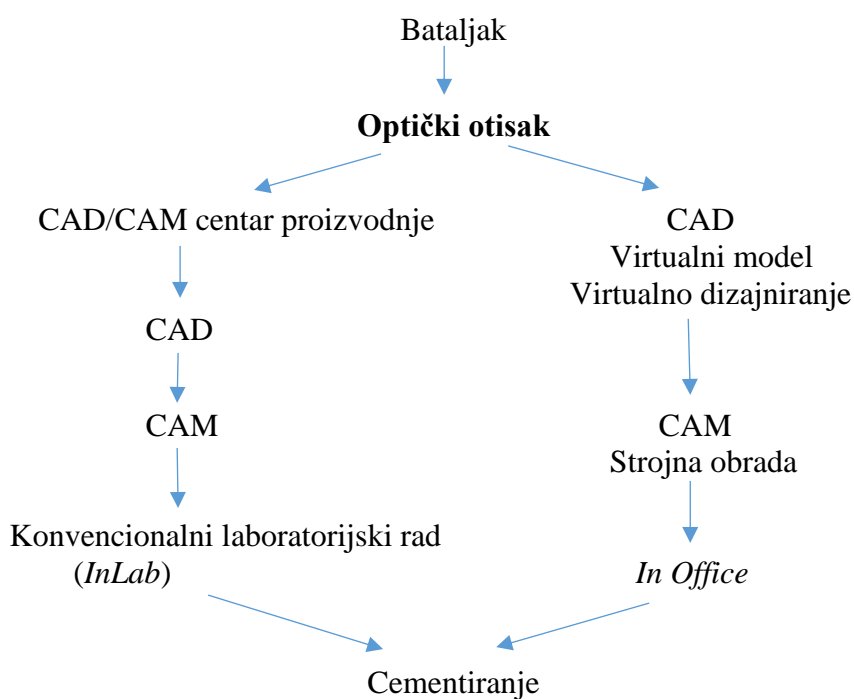 Bataljak
Optički otisak
CAD/CAM centar proizvodnje
CAD
CAM
Konvencionalni laboratorijski rad
(InLab)
CAD
Virtualni model
Virtualno dizajniranje
CAM
Strojna obrada
In Office
Cementiranje